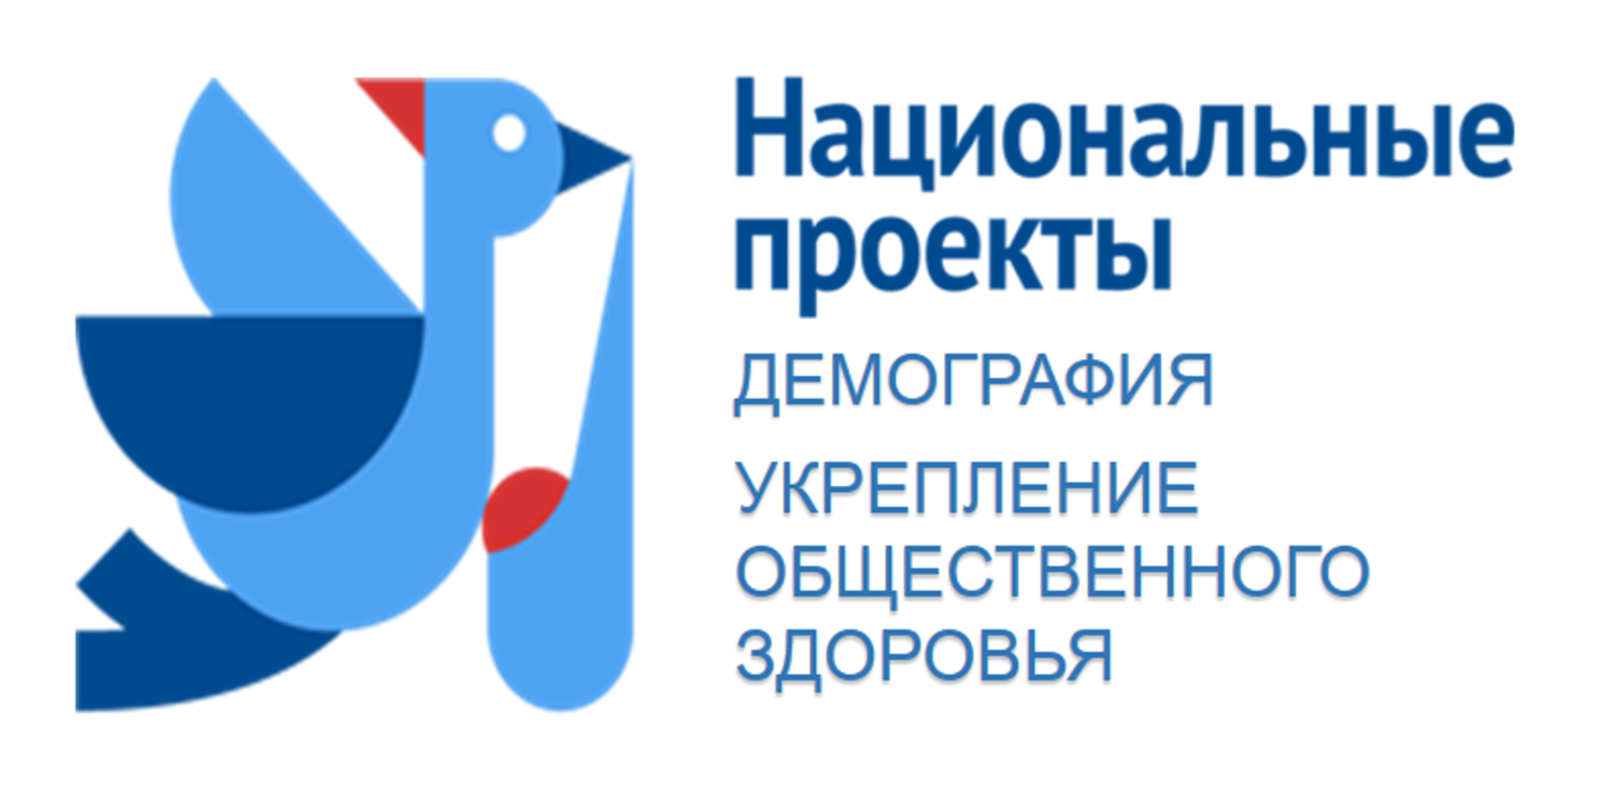 Национальные
проекты
ДЕМОГРАФИЯ
УКРЕПЛЕНИЕ
ОБЩЕСТВЕННОГО
ЗДОРОВЬЯ